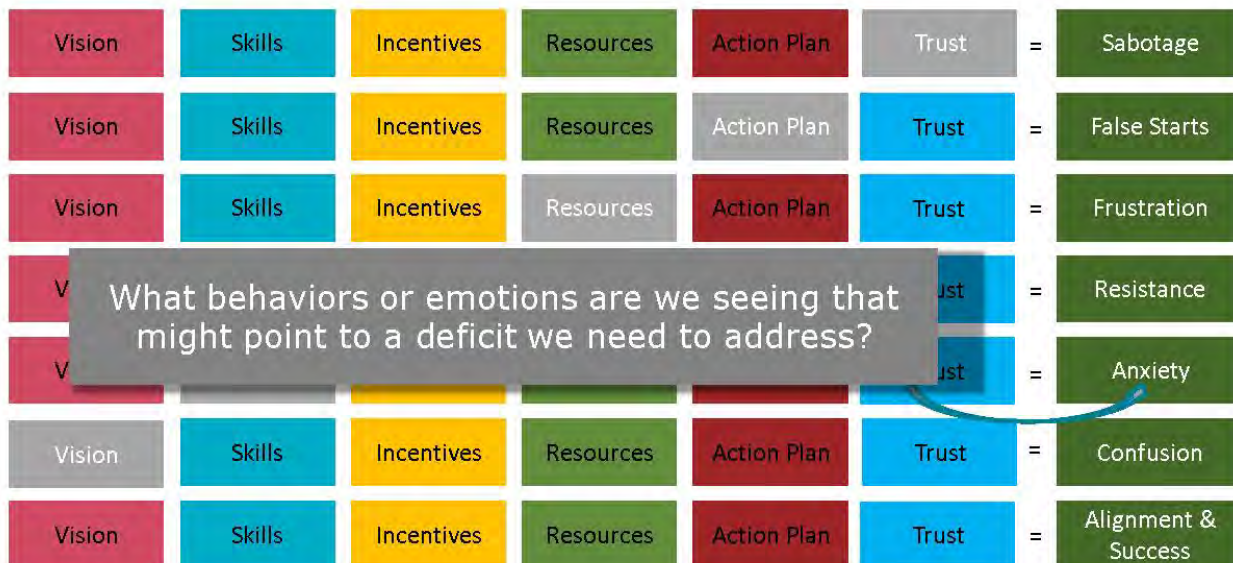 Vision Skills Incentives Resources Action Plan Trust = Sabotage
Vision Skills Incentives Resources Action Plan Trust = False Starts
Vision Skills Incentives Resources Action Plan Trust = Frustration
= Resistance
What behaviors or emotions are we seeing that
might point to a deficit we need to address?
= Anxiety
Vision Skills Incentives Resources Action Plan Trust = Confusion
Vision Skills Incentives Resources Action Plan Trust = Alignment &
Success